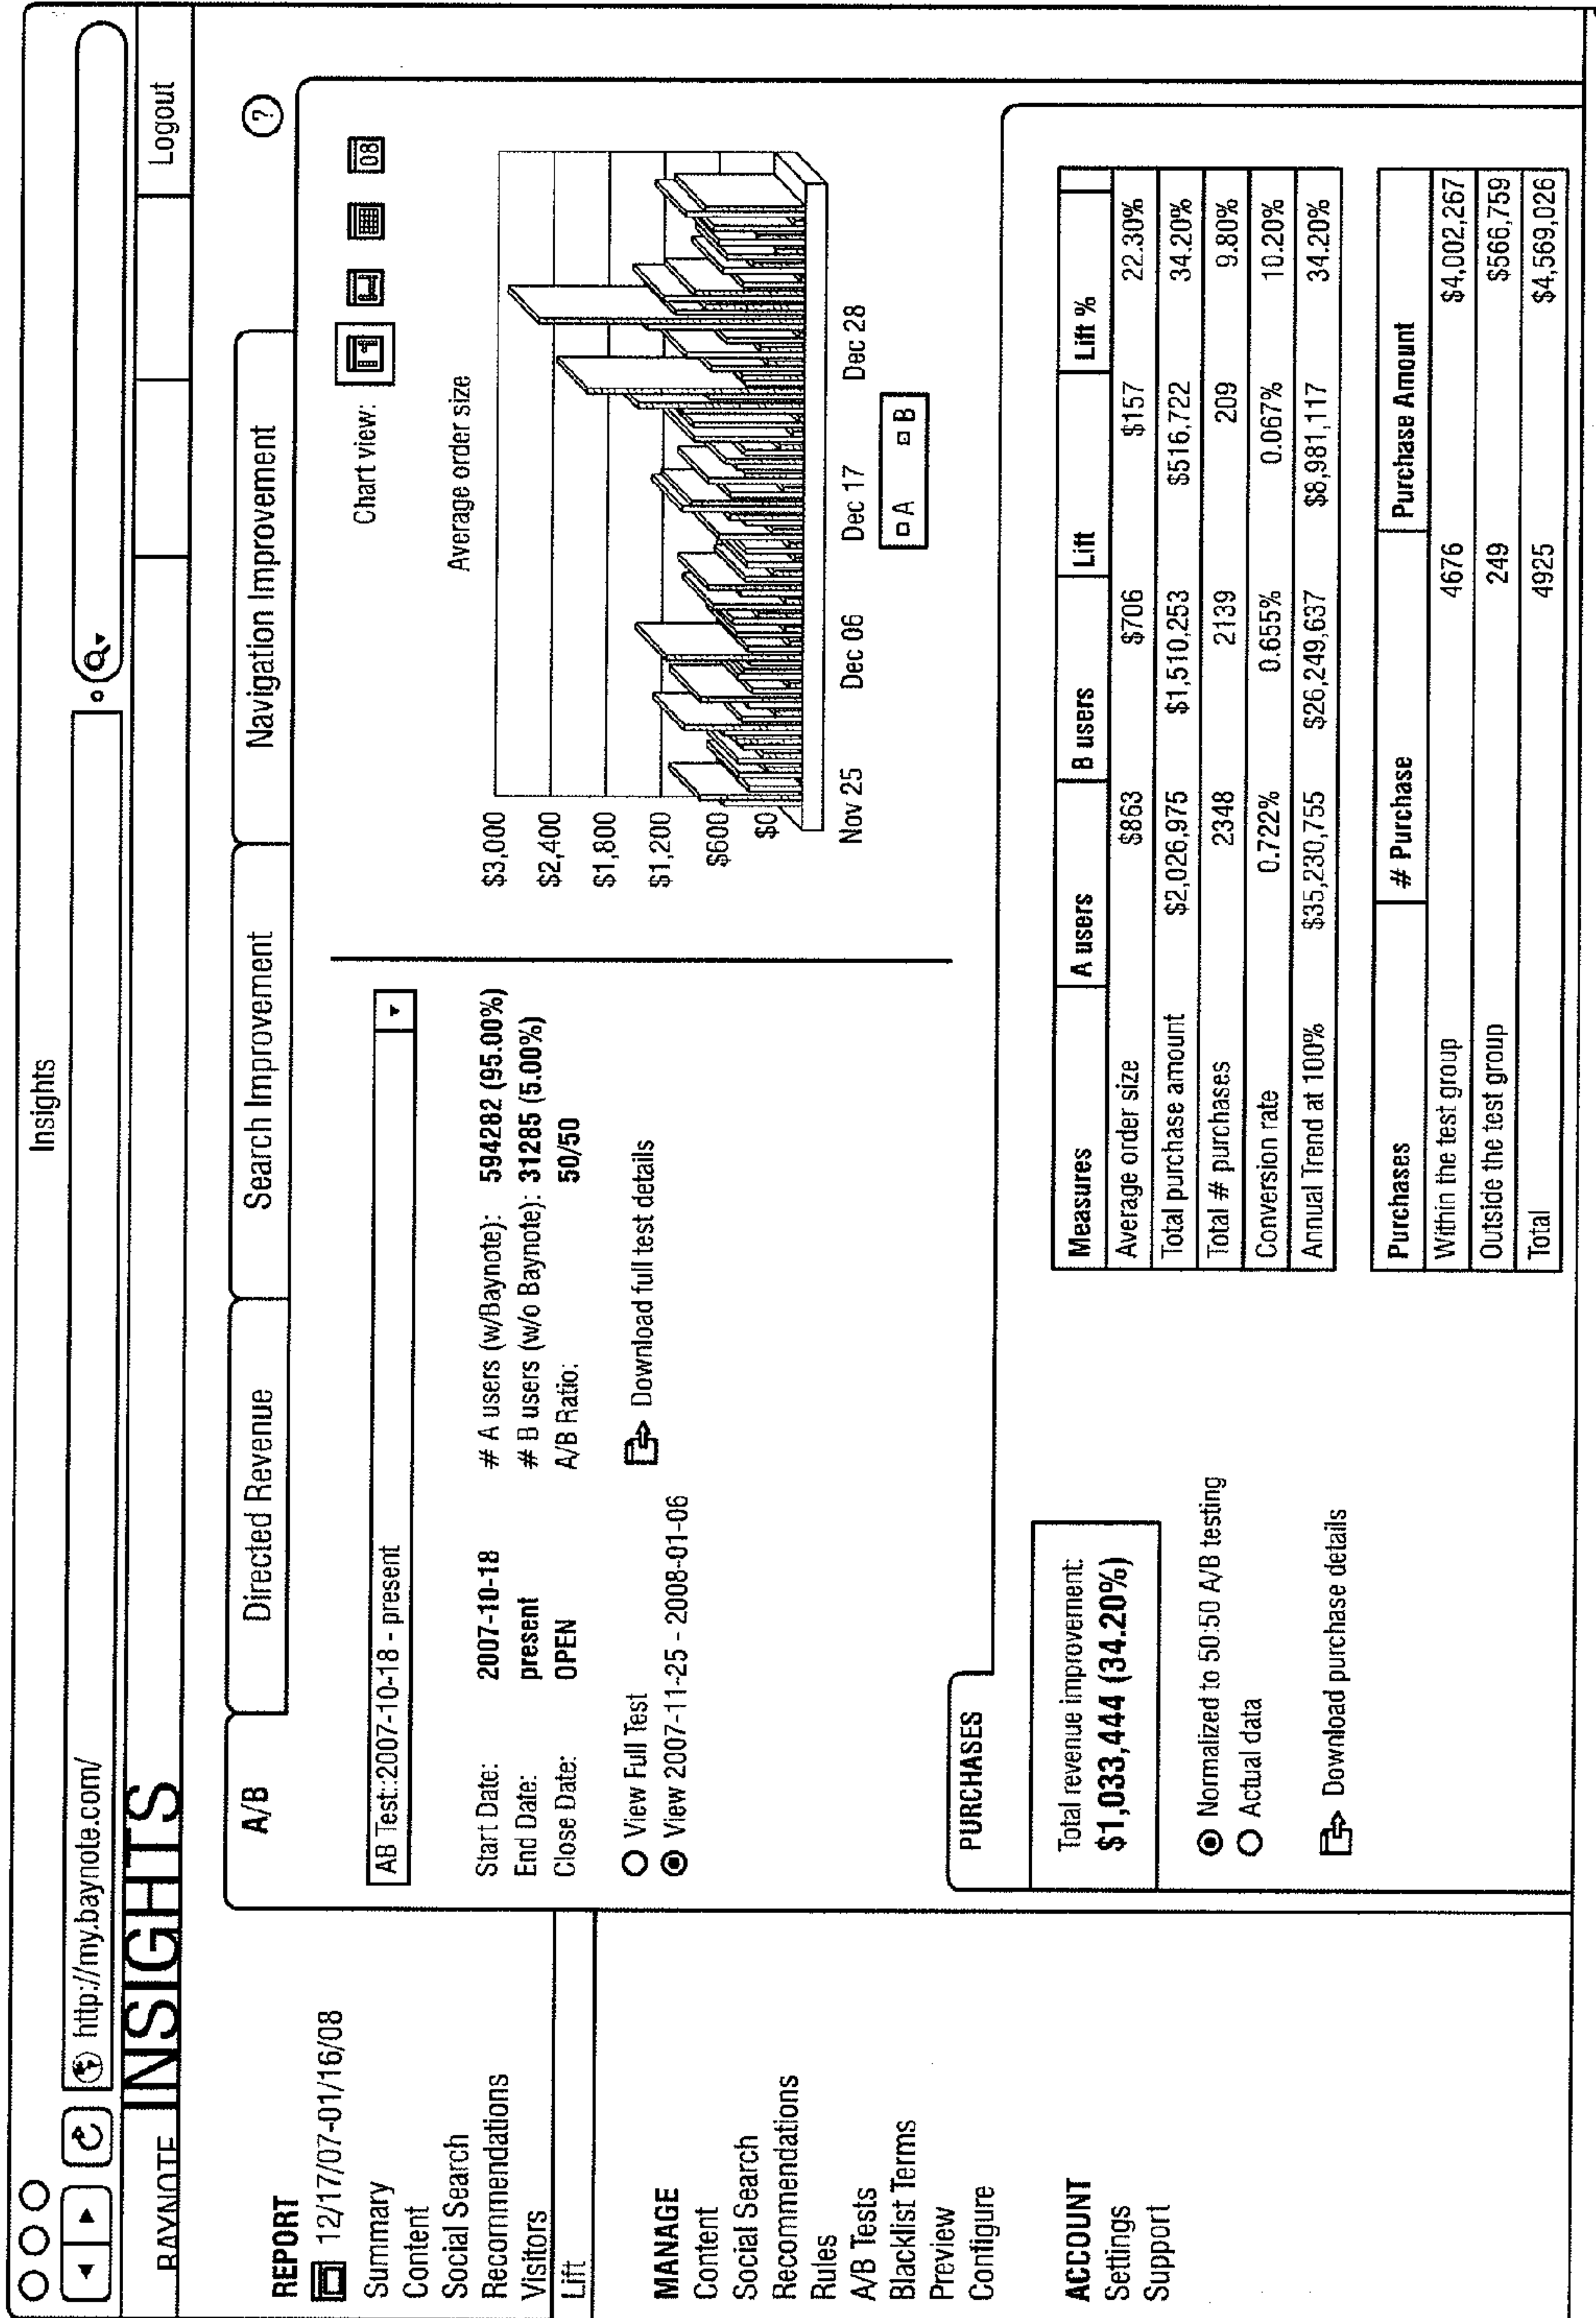 Insights
http://my.baynote.com/
BAYNOTE INSIGHTS
Logout
REPORT
12/17/07-01/16/08
Summary
Content
Social Search
Recommendations
Visitors
Lift
MANAGE
Content
Social Search
Recommendations
Rules
A/B Tests
Blacklist Terms
Preview
Configure
ACCOUNT
Settings
Support
A/B Directed Revenue Search Improvement Navigation Improvement ?
AB Test::2007-10-18 - present
Start Date: 2007-10-18 # A users (w/Baynote): 594282 (95.00%)
End Date: present # B users (w/o Baynote): 31285 (5.00%)
Close Date: OPEN A/B Ratio: 50/50
View Full Test Download full test details
View 2007-11-25 - 2008-01-06
Chart view: 08
Average order size
$3,000
$2,400
$1,800
$1,200
$600
$0
Nov 25 Dec 06 Dec 17 Dec 28
A B
PURCHASES
Total revenue improvement:
$1,033,444 (34.20%)
Normalized to 50:50 A/B testing
Actual data
Download purchase details
Measures A users B users Lift Lift %
Average order size $863 $706 $157 22.30%
Total purchase amount $2,026,975 $1,510,253 $516,722 34.20%
Total # purchases 2348 2139 209 9.80%
Conversion rate 0.722% 0.655% 0.067% 10.20%
Annual Trend at 100% $35,230,755 $26,249,637 $8,981,117 34.20%
Purchases # Purchase Purchase Amount
Within the test group 4676 $4,002,267
Outside the test group 249 $566,759
Total 4925 $4,569,026